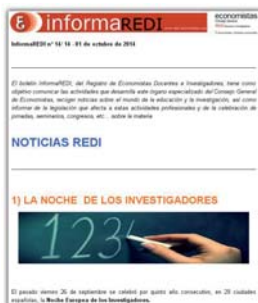 informaREDI
economistas
InformaREDI nº 14/ 14 - 01 de octubre de 2014
El boletín InformaREDI, del Registro de Economistas Docentes e Investigadores, tiene como
objetivo comunicar las actividades que desarrolla este órgano especializado del Consejo General
de Economistas, recoger noticias sobre el mundo de la educación y la investigación, así como
informar de la legislación que afecta a estas actividades profesionales y de la celebración de
jornadas, seminarios, congresos, etc... sobre la materia.
NOTICIAS REDI
1) LA NOCHE DE LOS INVESTIGADORES
1234
El pasado viernes 26 de septiembre se celebró por quinto año consecutivo, en 28 ciudades
españolas, la Noche Europea de los Investigadores.